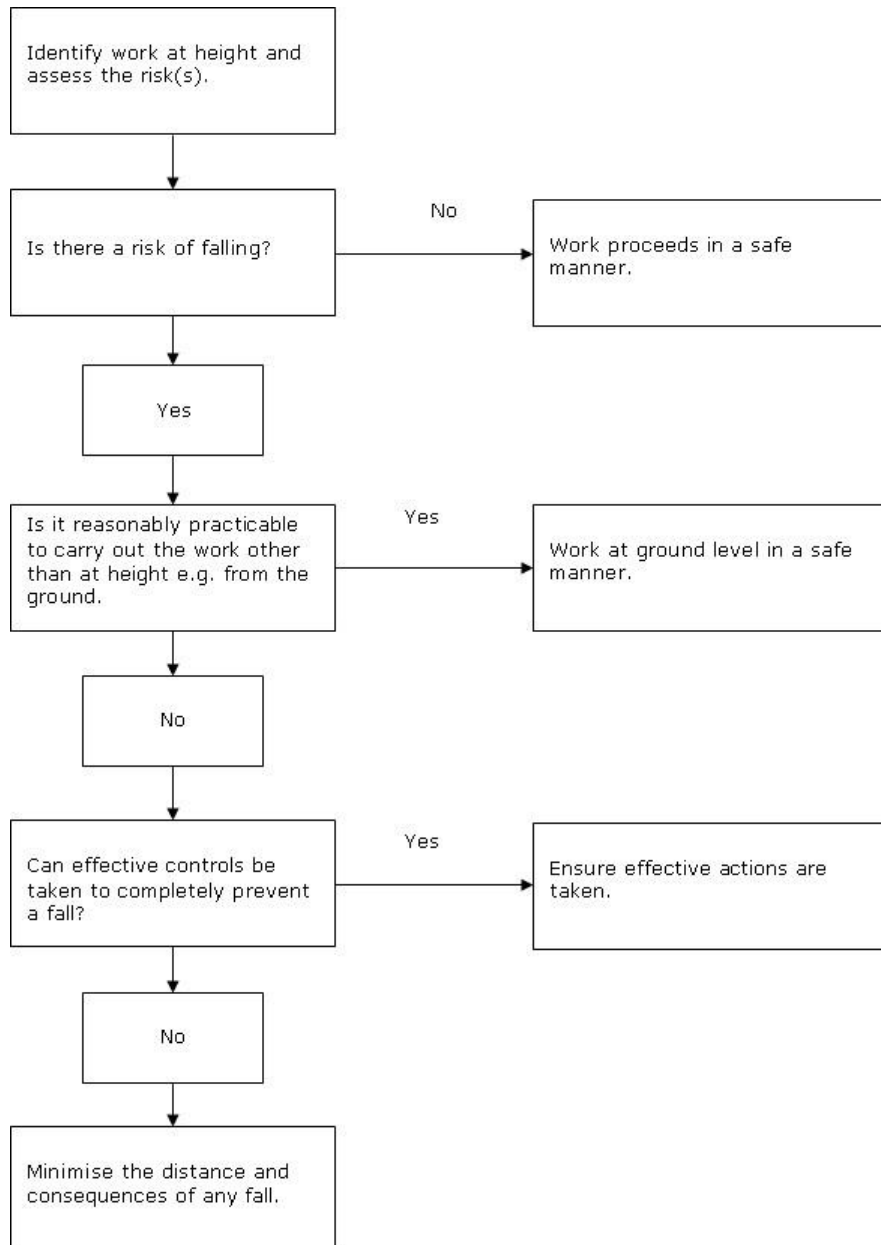 Identify work at height and
assess the risk(s).
Is there a risk of falling?
No
Work proceeds in a safe
manner.
Yes
Is it reasonably practicable
to carry out the work other
than at height e.g. from the
ground.
Yes
Work at ground level in a safe
manner.
No
Can effective controls be
taken to completely prevent
a fall?
Yes
Ensure effective actions are
taken.
No
Minimise the distance and
consequences of any fall.